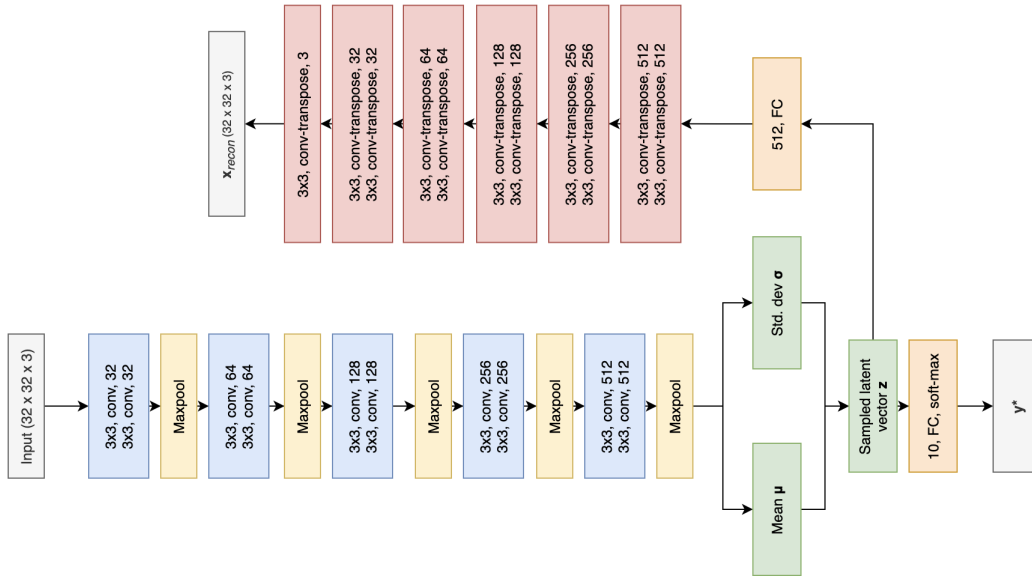 Input (32 x 32 x 3)
3x3, conv, 32
3x3, conv, 32
Maxpool
3x3, conv, 64
3x3, conv, 64
Maxpool
3x3, conv, 128
3x3, conv, 128
Maxpool
3x3, conv, 256
3x3, conv, 256
Maxpool
3x3, conv, 512
3x3, conv, 512
Maxpool
Mean μ
Std. dev σ
Sampled latent
vector z
10, FC, soft-max
y*
512, FC
3x3, conv-transpose, 512
3x3, conv-transpose, 512
3x3, conv-transpose, 256
3x3, conv-transpose, 256
3x3, conv-transpose, 128
3x3, conv-transpose, 128
3x3, conv-transpose, 64
3x3, conv-transpose, 64
3x3, conv-transpose, 32
3x3, conv-transpose, 32
3x3, conv-transpose, 3
x_recon (32 x 32 x 3)